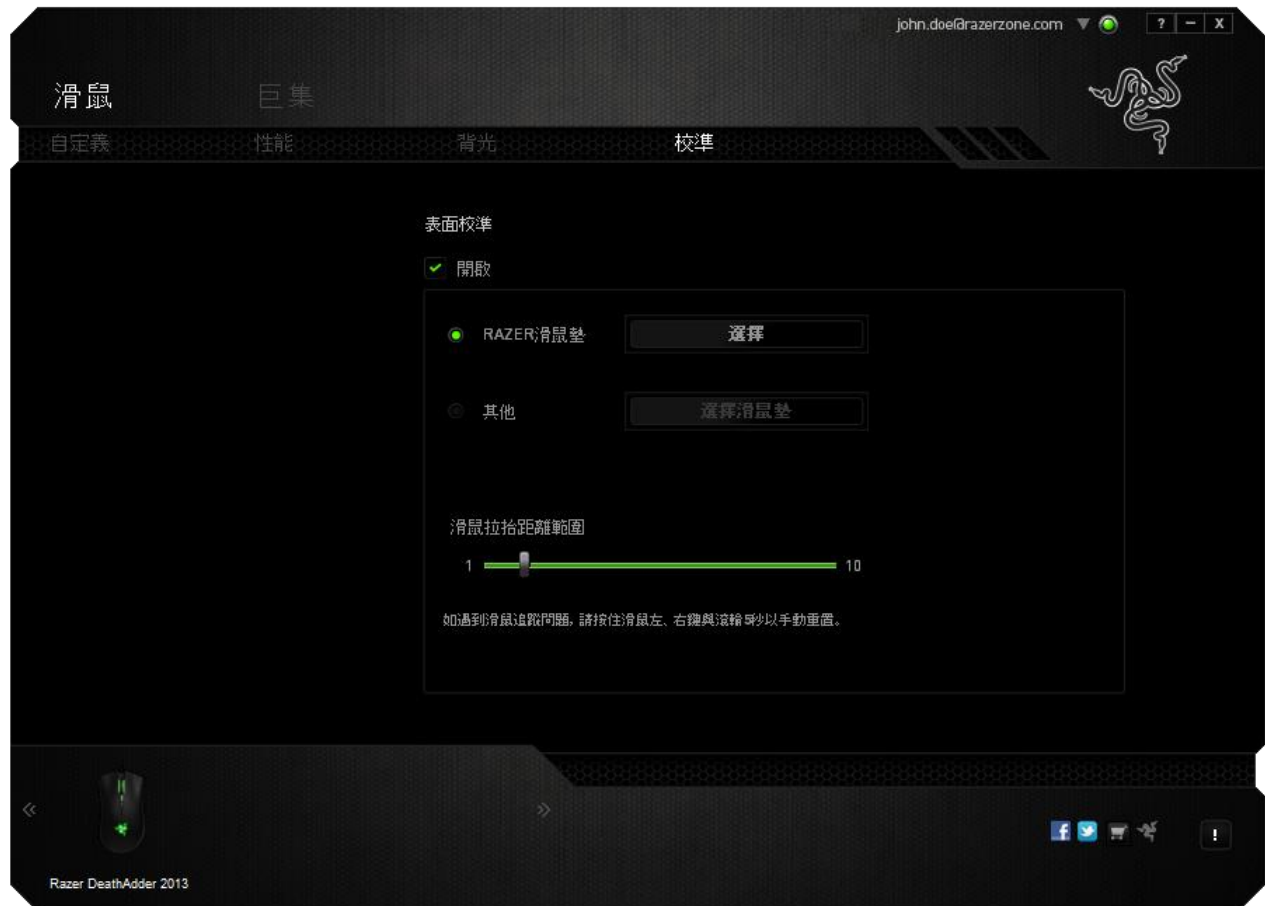 john.doe@razerzone.com
? – X
滑鼠 巨集
自定義 性能 背光 校準
表面校準
開啟
RAZER滑鼠墊 選擇
其他 選擇滑鼠墊
滑鼠拉抬距離範圍
1 10
如遇到滑鼠追蹤問題, 請按住滑鼠左、右鍵與滾輪5秒以手動重置。
Razer DeathAdder 2013